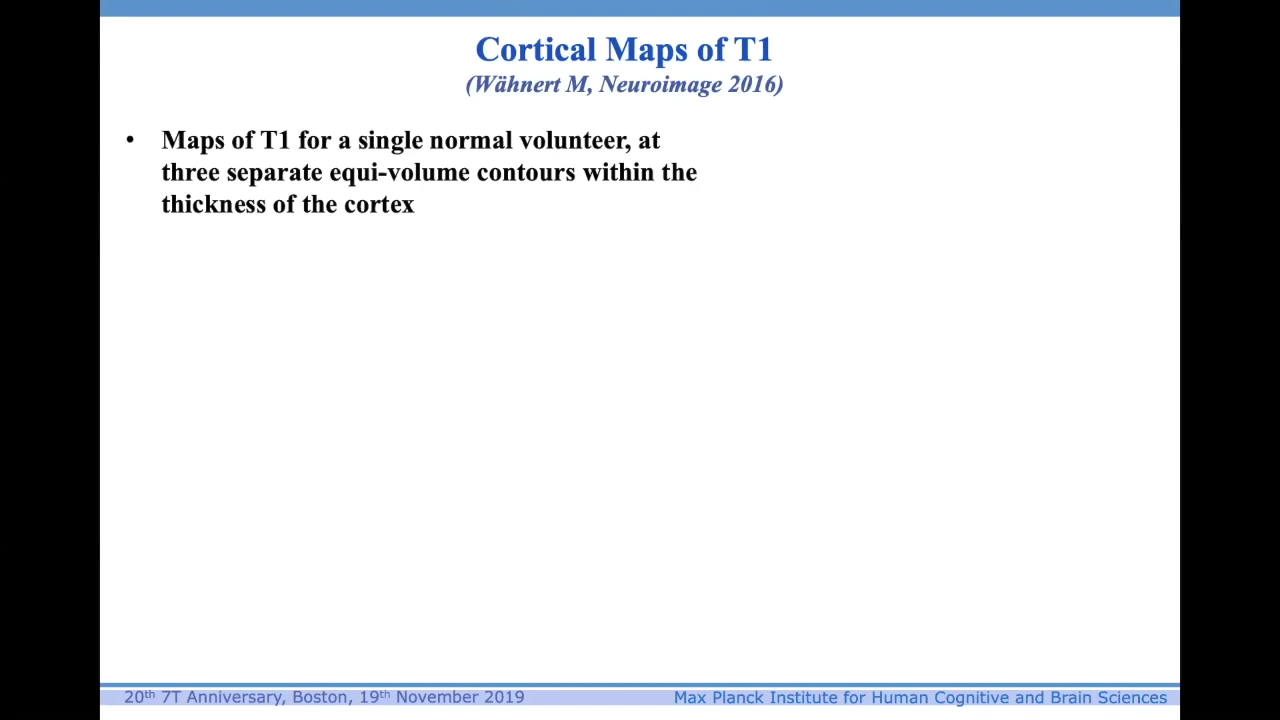 Cortical Maps of T1
(Wähnert M, Neuroimage 2016)
• Maps of T1 for a single normal volunteer, at
three separate equi-volume contours within the
thickness of the cortex
20th 7T Anniversary, Boston, 19th November 2019
Max Planck Institute for Human Cognitive and Brain Sciences